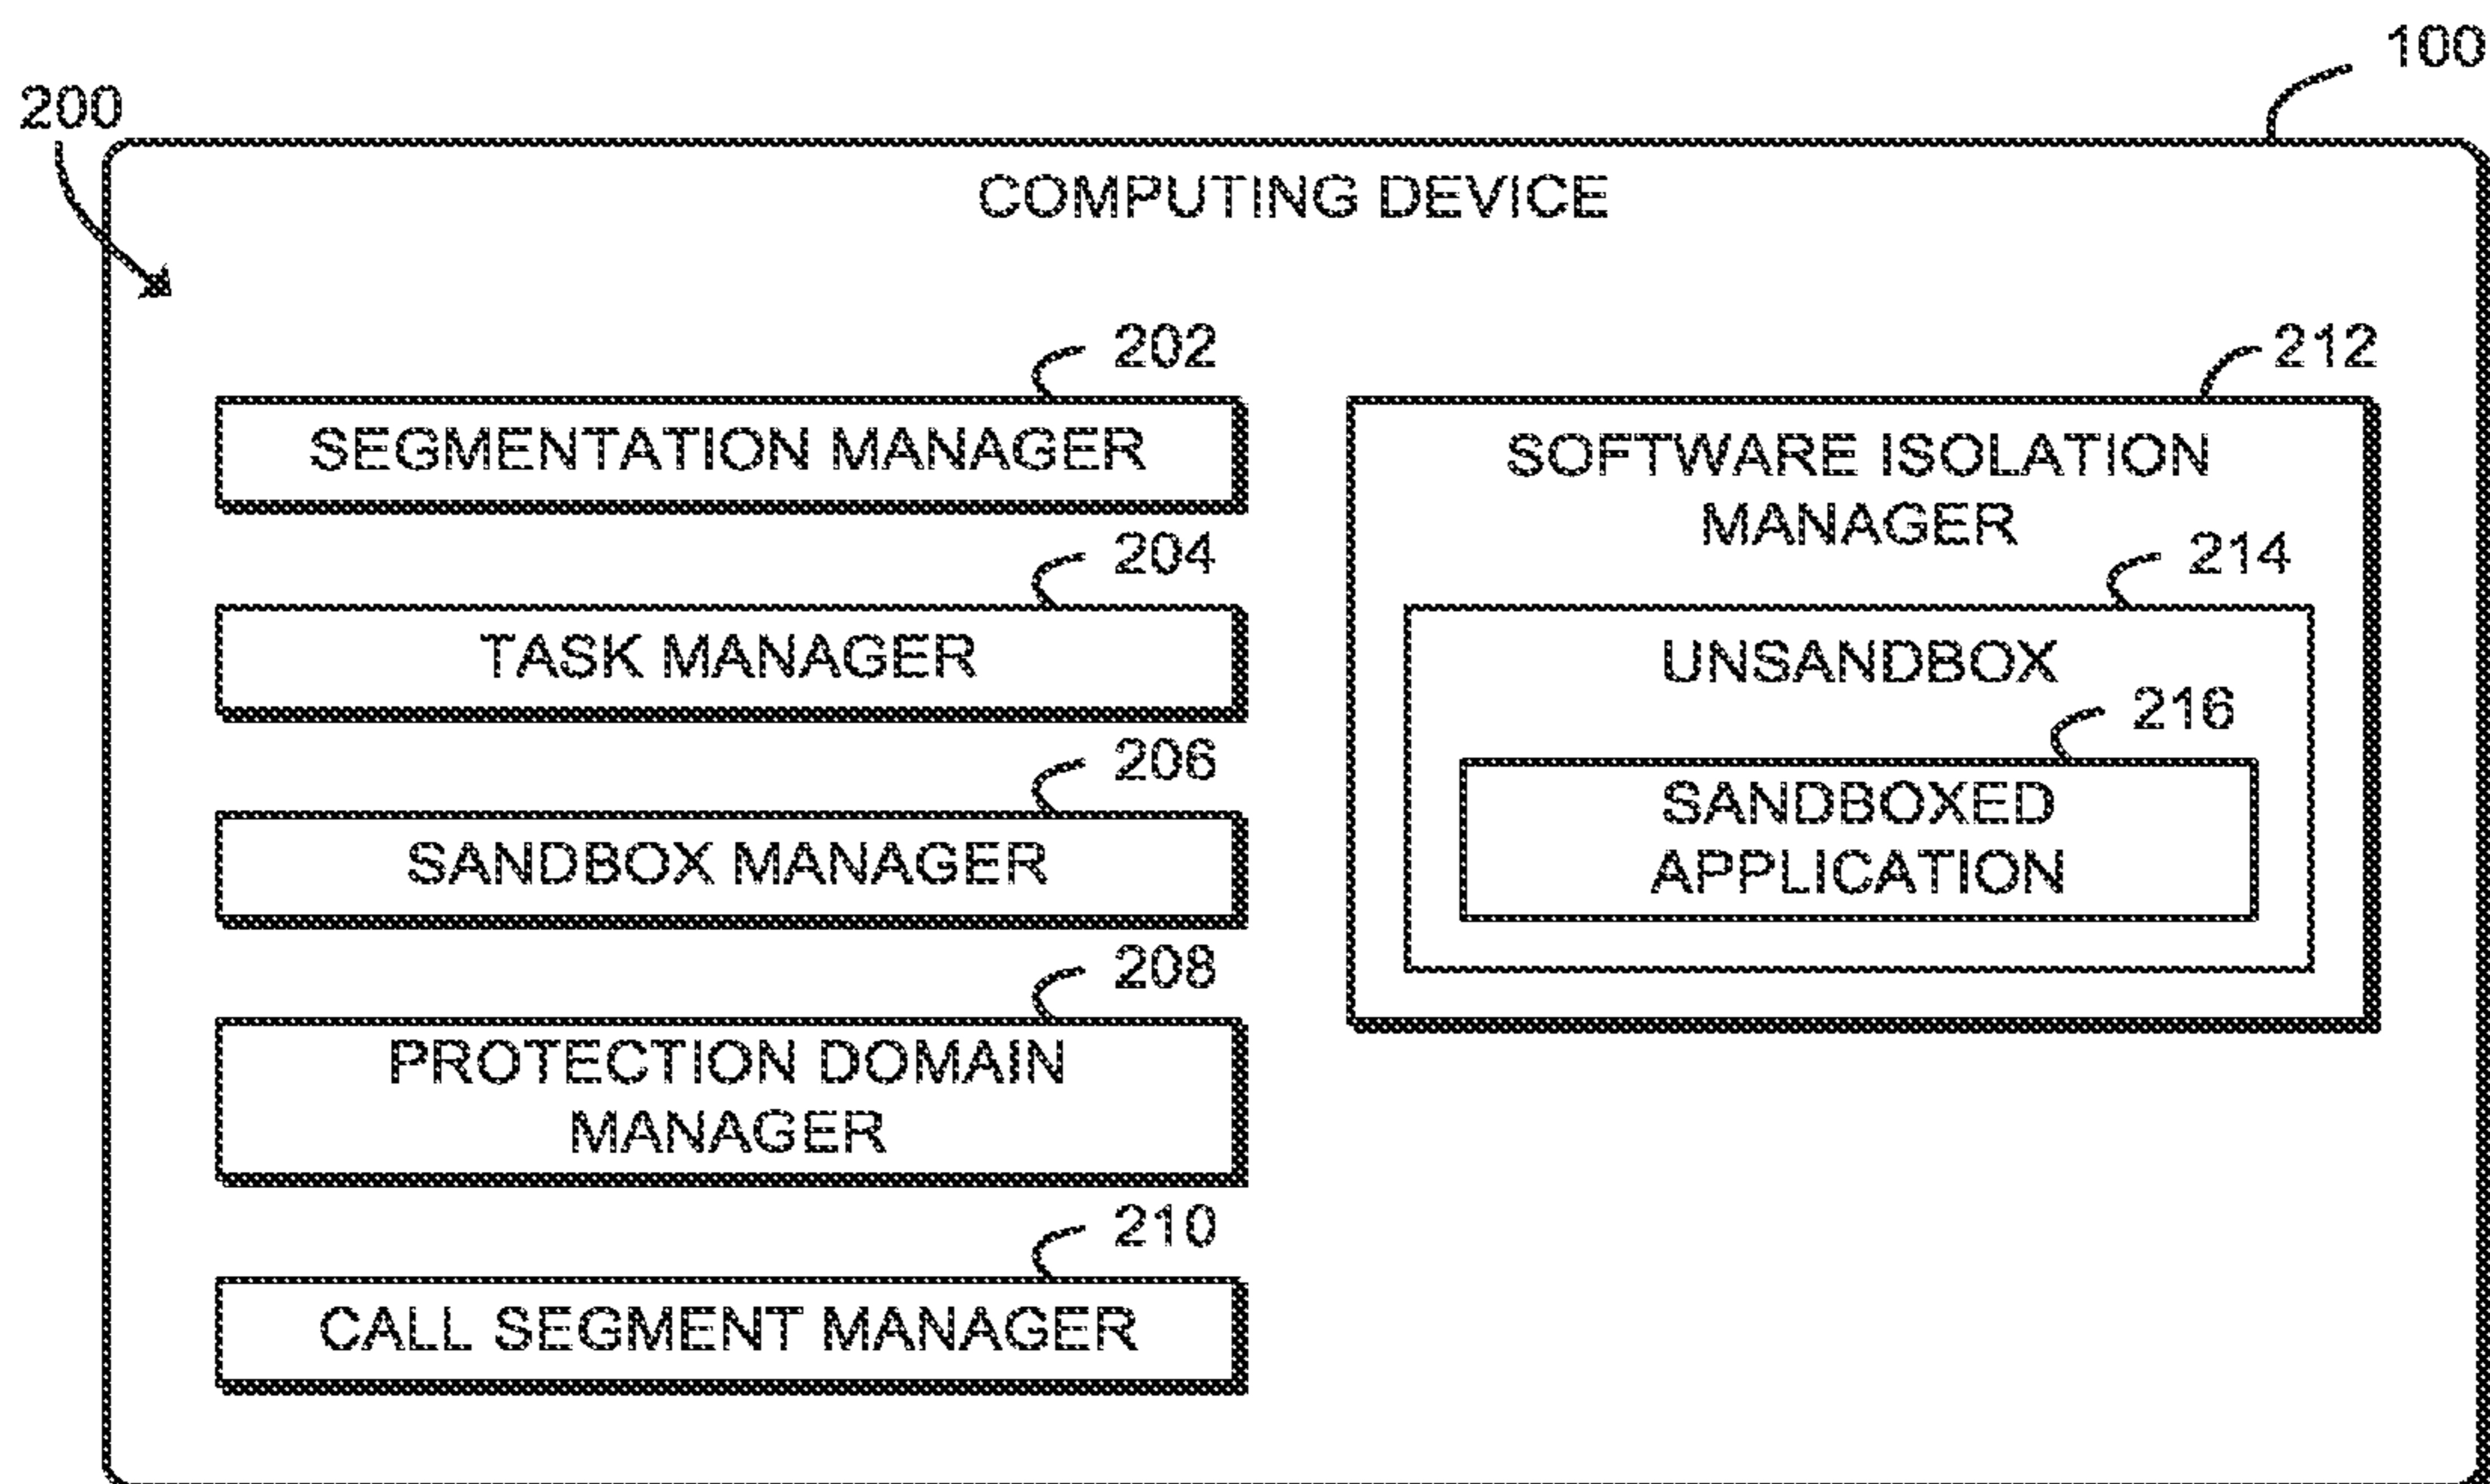 100
200
COMPUTING DEVICE
202
SEGMENTATION MANAGER
204
TASK MANAGER
206
SANDBOX MANAGER
208
PROTECTION DOMAIN
MANAGER
210
CALL SEGMENT MANAGER
212
SOFTWARE ISOLATION
MANAGER
214
UNSANDBOX
216
SANDBOXED
APPLICATION